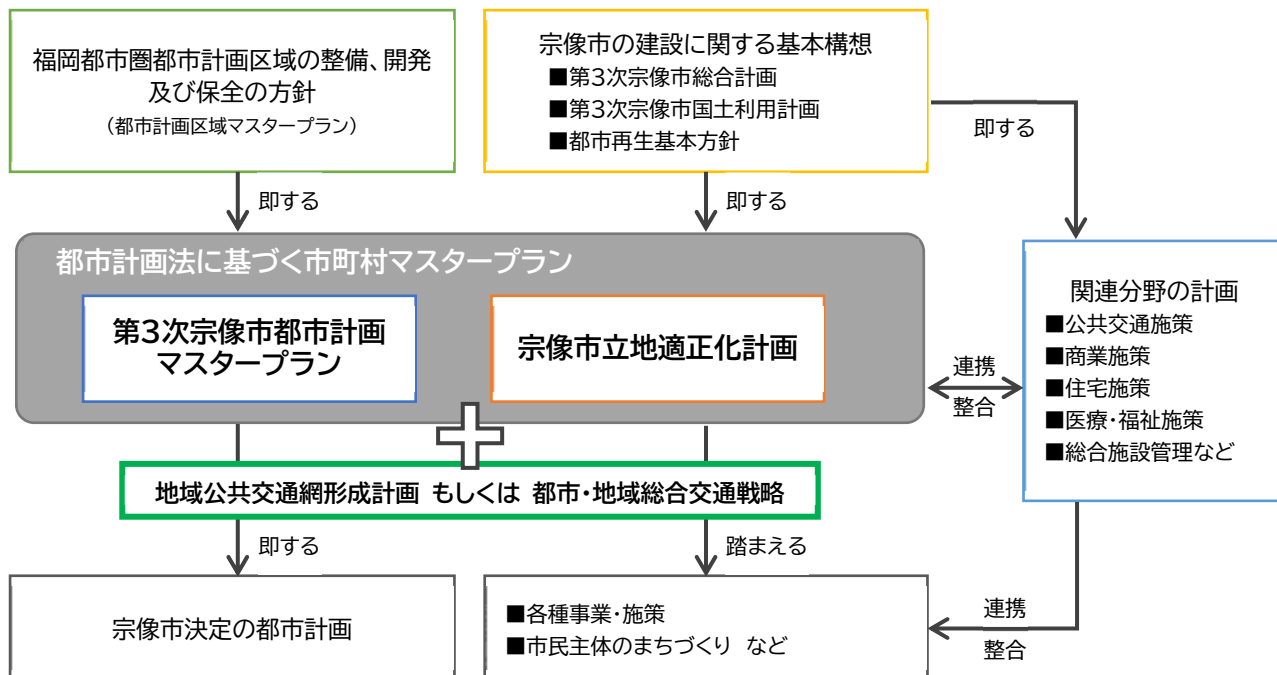 福岡都市圏都市計画区域の整備、開発
及び保全の方針
（都市計画区域マスタープラン）
宗像市の建設に関する基本構想
■第3次宗像市総合計画
■第3次宗像市国土利用計画
■都市再生基本方針
即する
即する
即する
都市計画法に基づく市町村マスタープラン
第3次宗像市都市計画
マスタープラン
宗像市立地適正化計画
連携
整合
関連分野の計画
■公共交通施策
■商業施策
■住宅施策
■医療・福祉施策
■総合施設管理など
地域公共交通網形成計画 もしくは 都市・地域総合交通戦略
即する
踏まえる
宗像市決定の都市計画
■各種事業・施策
■市民主体のまちづくり など
連携
整合